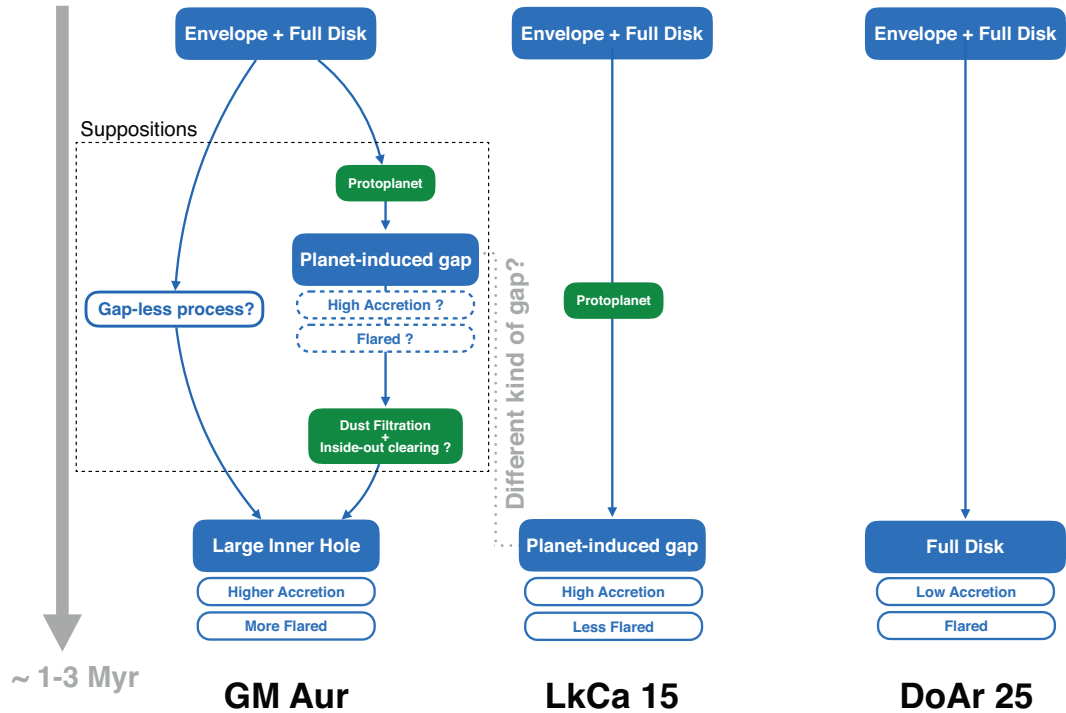 Envelope + Full Disk
Envelope + Full Disk
Envelope + Full Disk
Suppositions
Protoplanet
Planet-induced gap
High Accretion ?
Flared ?
Gap-less process?
Dust Filtration
+
Inside-out clearing ?
Different kind of gap?
Protoplanet
Large Inner Hole
Higher Accretion
More Flared
Planet-induced gap
High Accretion
Less Flared
Full Disk
Low Accretion
Flared
~ 1-3 Myr
GM Aur
LkCa 15
DoAr 25